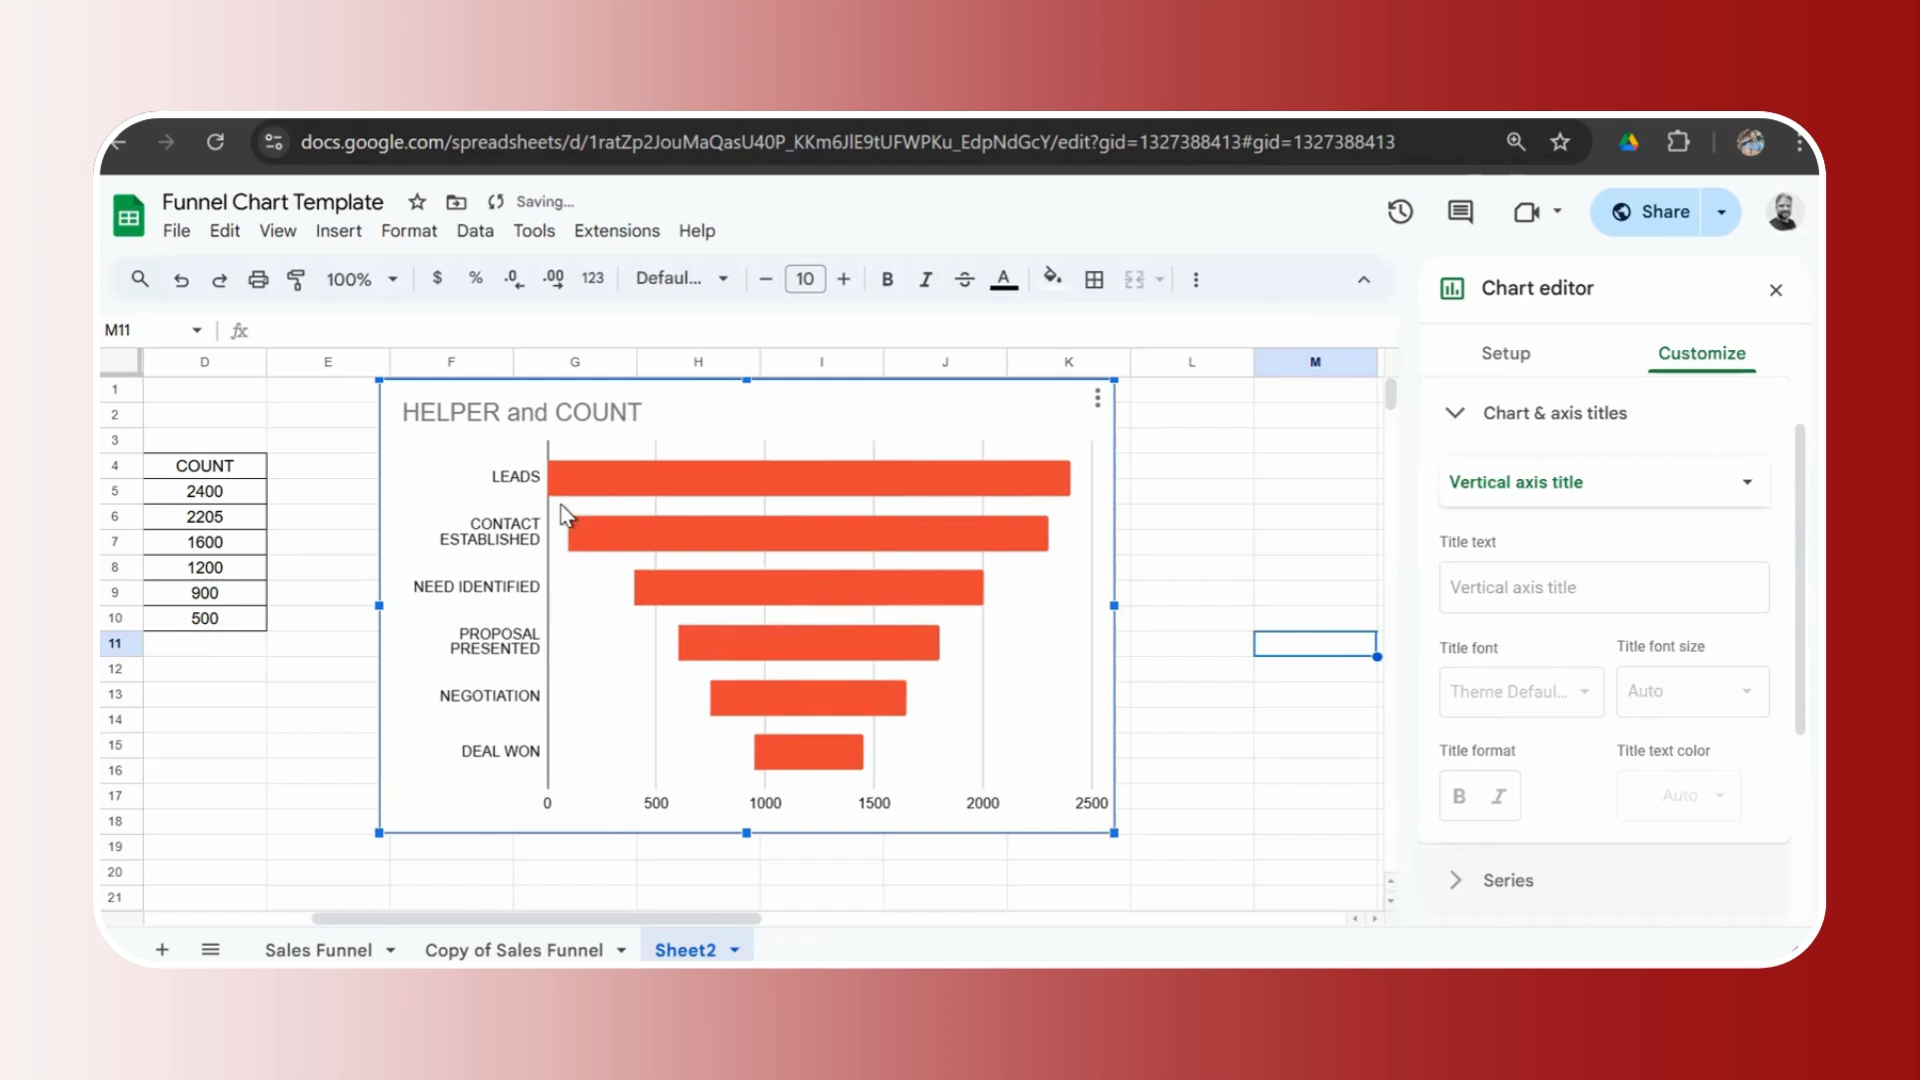 docs.google.com/spreadsheets/d/1ratZp2JouMaQasU40P_KKm6JlE9tUFWPKu_EdpNdGcY/edit?gid=1327388413#gid=1327388413
Funnel Chart Template Saving...
File Edit View Insert Format Data Tools Extensions Help
Share
100% $ % .0 .00 123 Defaul... − 10 + B I S A
M11 fx
D E F G H I J K L M
1
2
3
4 COUNT
5 2400
6 2205
7 1600
8 1200
9 900
10 500
11
12
13
14
15
16
17
18
19
20
21
HELPER and COUNT
LEADS
CONTACT
ESTABLISHED
NEED IDENTIFIED
PROPOSAL
PRESENTED
NEGOTIATION
DEAL WON
0 500 1000 1500 2000 2500
Chart editor
Setup Customize
Chart & axis titles
Vertical axis title
Title text
Vertical axis title
Title font Title font size
Theme Defaul... Auto
Title format Title text color
B I Auto
Series
+ Sales Funnel Copy of Sales Funnel Sheet2